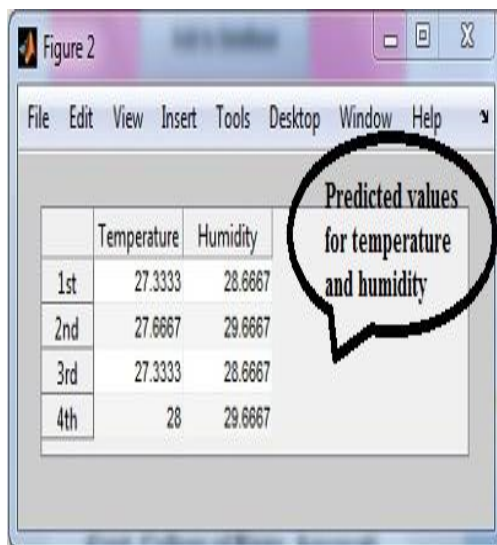 Figure 2
File Edit View Insert Tools Desktop Window Help
Predicted values
for temperature
and humidity
Temperature Humidity
1st 27.3333 28.6667
2nd 27.6667 29.6667
3rd 27.3333 28.6667
4th 28 29.6667